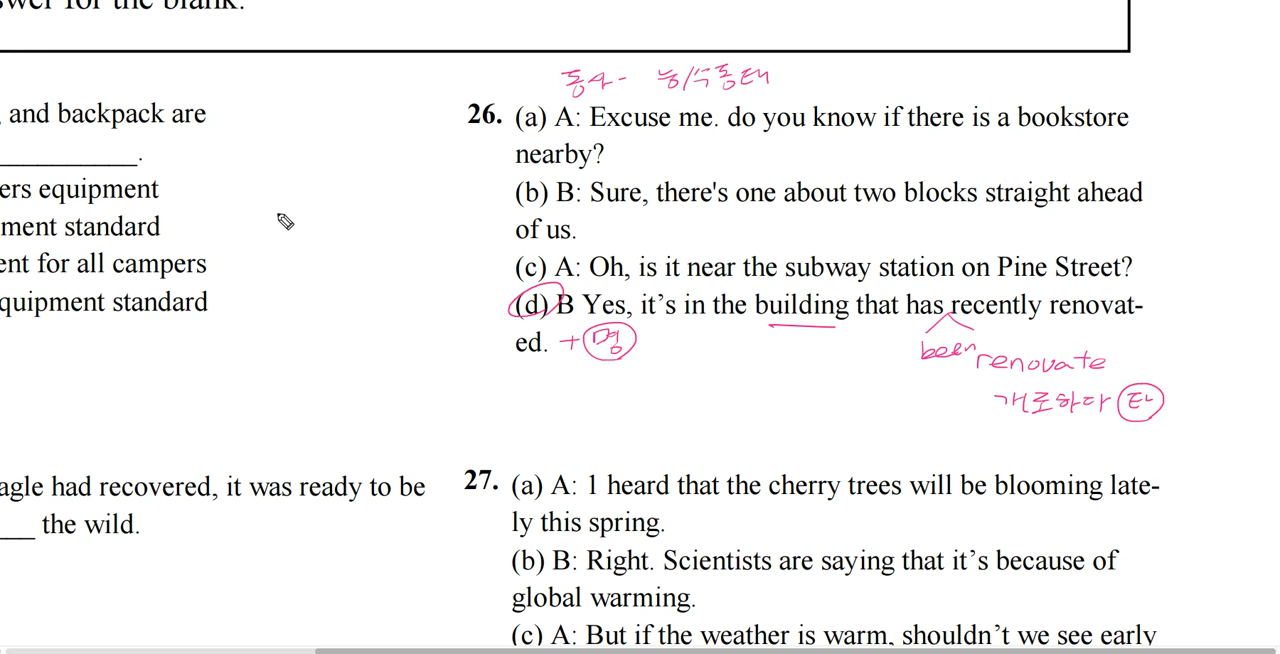 swer for the blank.
and backpack are
.
ers equipment
ment standard
ent for all campers
quipment standard
agle had recovered, it was ready to be
the wild.
동사- 능/수동태
26. (a) A: Excuse me. do you know if there is a bookstore
nearby?
(b) B: Sure, there's one about two blocks straight ahead
of us.
(c) A: Oh, is it near the subway station on Pine Street?
(d) B Yes, it’s in the building that has recently renovat-
ed. +명
been
renovate
개조하다 타
27. (a) A: 1 heard that the cherry trees will be blooming late-
ly this spring.
(b) B: Right. Scientists are saying that it’s because of
global warming.
(c) A: But if the weather is warm, shouldn’t we see early